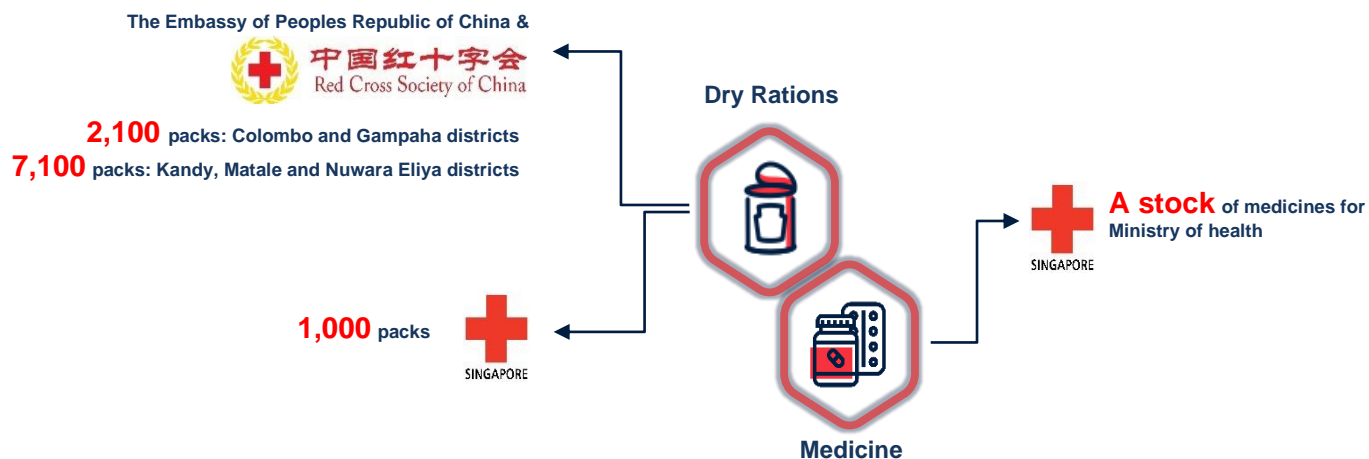 The Embassy of Peoples Republic of China &
中国红十字会
Red Cross Society of China
2,100 packs: Colombo and Gampaha districts
7,100 packs: Kandy, Matale and Nuwara Eliya districts
Dry Rations
A stock of medicines for
Ministry of health
SINGAPORE
1,000 packs
SINGAPORE
Medicine